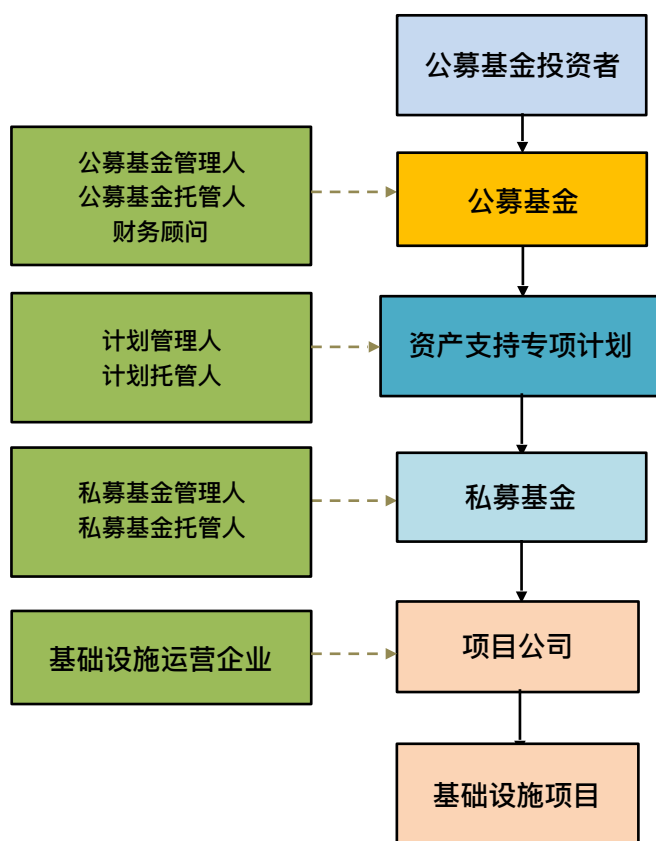 公募基金投资者
公募基金管理人
公募基金托管人
财务顾问
公募基金
计划管理人
计划托管人
资产支持专项计划
私募基金管理人
私募基金托管人
私募基金
基础设施运营企业
项目公司
基础设施项目